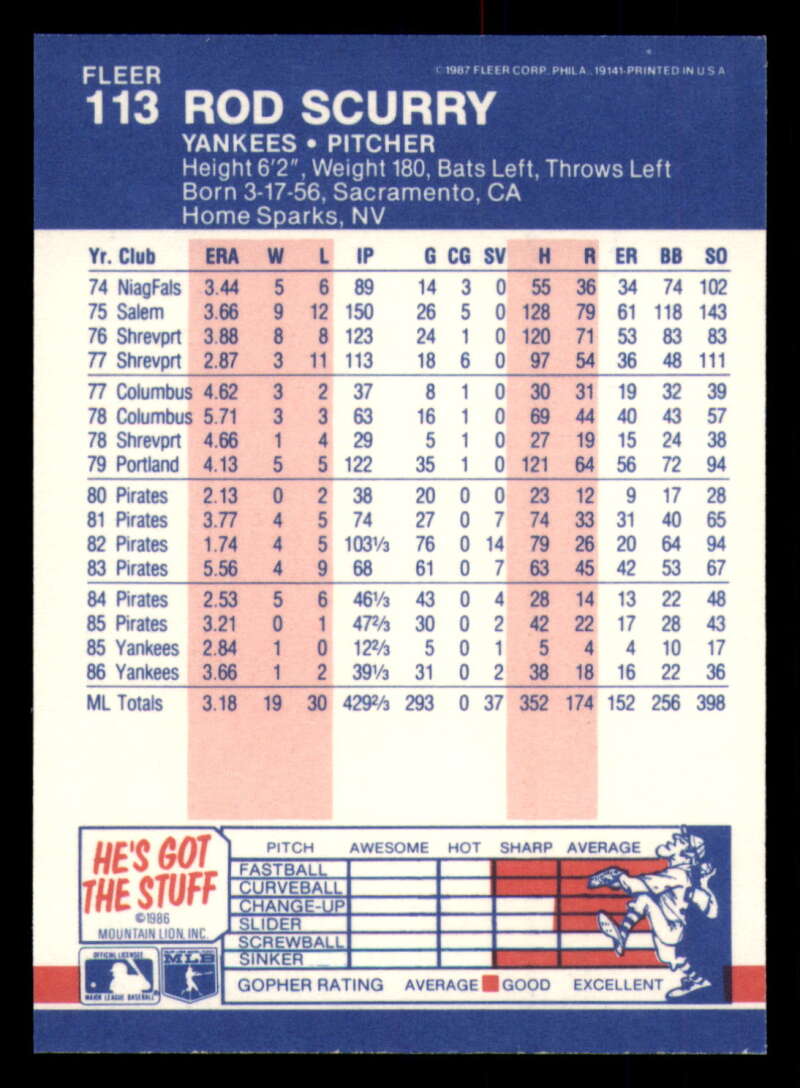 FLEER
© 1987 FLEER CORP., PHILA., 19141-PRINTED IN U S A
113 ROD SCURRY
YANKEES • PITCHER
Height 6'2", Weight 180, Bats Left, Throws Left
Born 3-17-56, Sacramento, CA
Home Sparks, NV
Yr. Club ERA W L IP G CG SV H R ER BB SO
74 NiagFals 3.44 5 6 89 14 3 0 55 36 34 74 102
75 Salem 3.66 9 12 150 26 5 0 128 79 61 118 143
76 Shrevprt 3.88 8 8 123 24 1 0 120 71 53 83 83
77 Shrevprt 2.87 3 11 113 18 6 0 97 54 36 48 111
77 Columbus 4.62 3 2 37 8 1 0 30 31 19 32 39
78 Columbus 5.71 3 3 63 16 1 0 69 44 40 43 57
78 Shrevprt 4.66 1 4 29 5 1 0 27 19 15 24 38
79 Portland 4.13 5 5 122 35 1 0 121 64 56 72 94
80 Pirates 2.13 0 2 38 20 0 0 23 12 9 17 28
81 Pirates 3.77 4 5 74 27 0 7 74 33 31 40 65
82 Pirates 1.74 4 5 103⅓ 76 0 14 79 26 20 64 94
83 Pirates 5.56 4 9 68 61 0 7 63 45 42 53 67
84 Pirates 2.53 5 6 46⅓ 43 0 4 28 14 13 22 48
85 Pirates 3.21 0 1 47⅔ 30 0 2 42 22 17 28 43
85 Yankees 2.84 1 0 12⅔ 5 0 1 5 4 4 10 17
86 Yankees 3.66 1 2 39⅓ 31 0 2 38 18 16 22 36
ML Totals 3.18 19 30 429⅔ 293 0 37 352 174 152 256 398
HE'S GOT
THE STUFF
©1986
MOUNTAIN LION, INC.
OFFICIAL LICENSEE
MAJOR LEAGUE BASEBALL
MLB
PITCH AWESOME HOT SHARP AVERAGE
FASTBALL
CURVEBALL
CHANGE-UP
SLIDER
SCREWBALL
SINKER
GOPHER RATING AVERAGE GOOD EXCELLENT